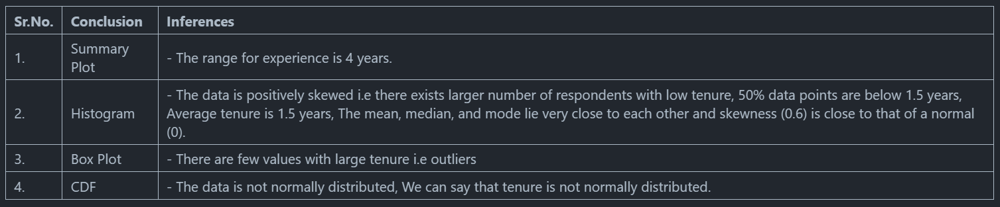 Sr.No. Conclusion Inferences
1. Summary Plot - The range for experience is 4 years.
2. Histogram - The data is positively skewed i.e there exists larger number of respondents with low tenure, 50% data points are below 1.5 years,
Average tenure is 1.5 years, The mean, median, and mode lie very close to each other and skewness (0.6) is close to that of a normal
(0).
3. Box Plot - There are few values with large tenure i.e outliers
4. CDF - The data is not normally distributed, We can say that tenure is not normally distributed.